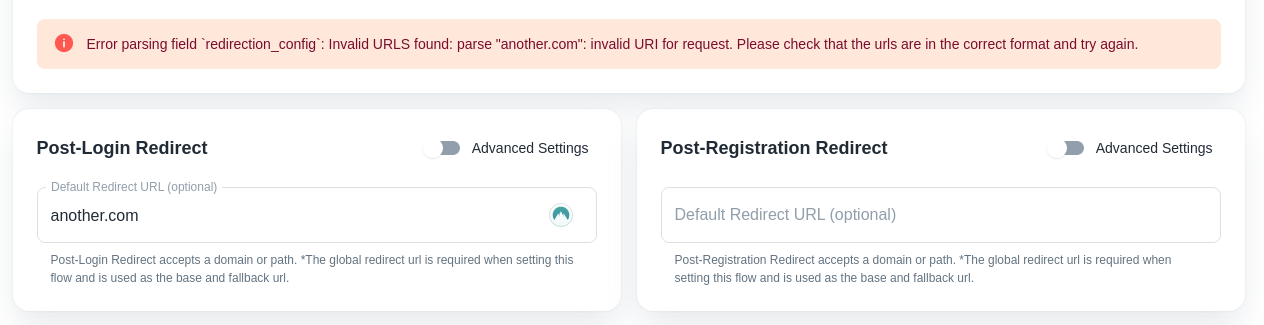 Error parsing field `redirection_config`: Invalid URLS found: parse "another.com": invalid URI for request. Please check that the urls are in the correct format and try again.
Post-Login Redirect
Advanced Settings
Default Redirect URL (optional)
another.com
Post-Login Redirect accepts a domain or path. *The global redirect url is required when setting this
flow and is used as the base and fallback url.
Post-Registration Redirect
Advanced Settings
Default Redirect URL (optional)
Post-Registration Redirect accepts a domain or path. *The global redirect url is required when
setting this flow and is used as the base and fallback url.